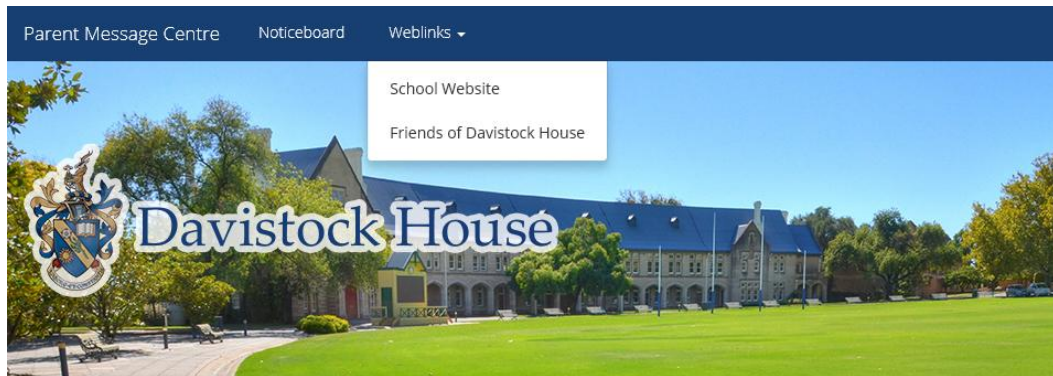 Parent Message Centre Noticeboard Weblinks
School Website
Friends of Davistock House
Davistock House